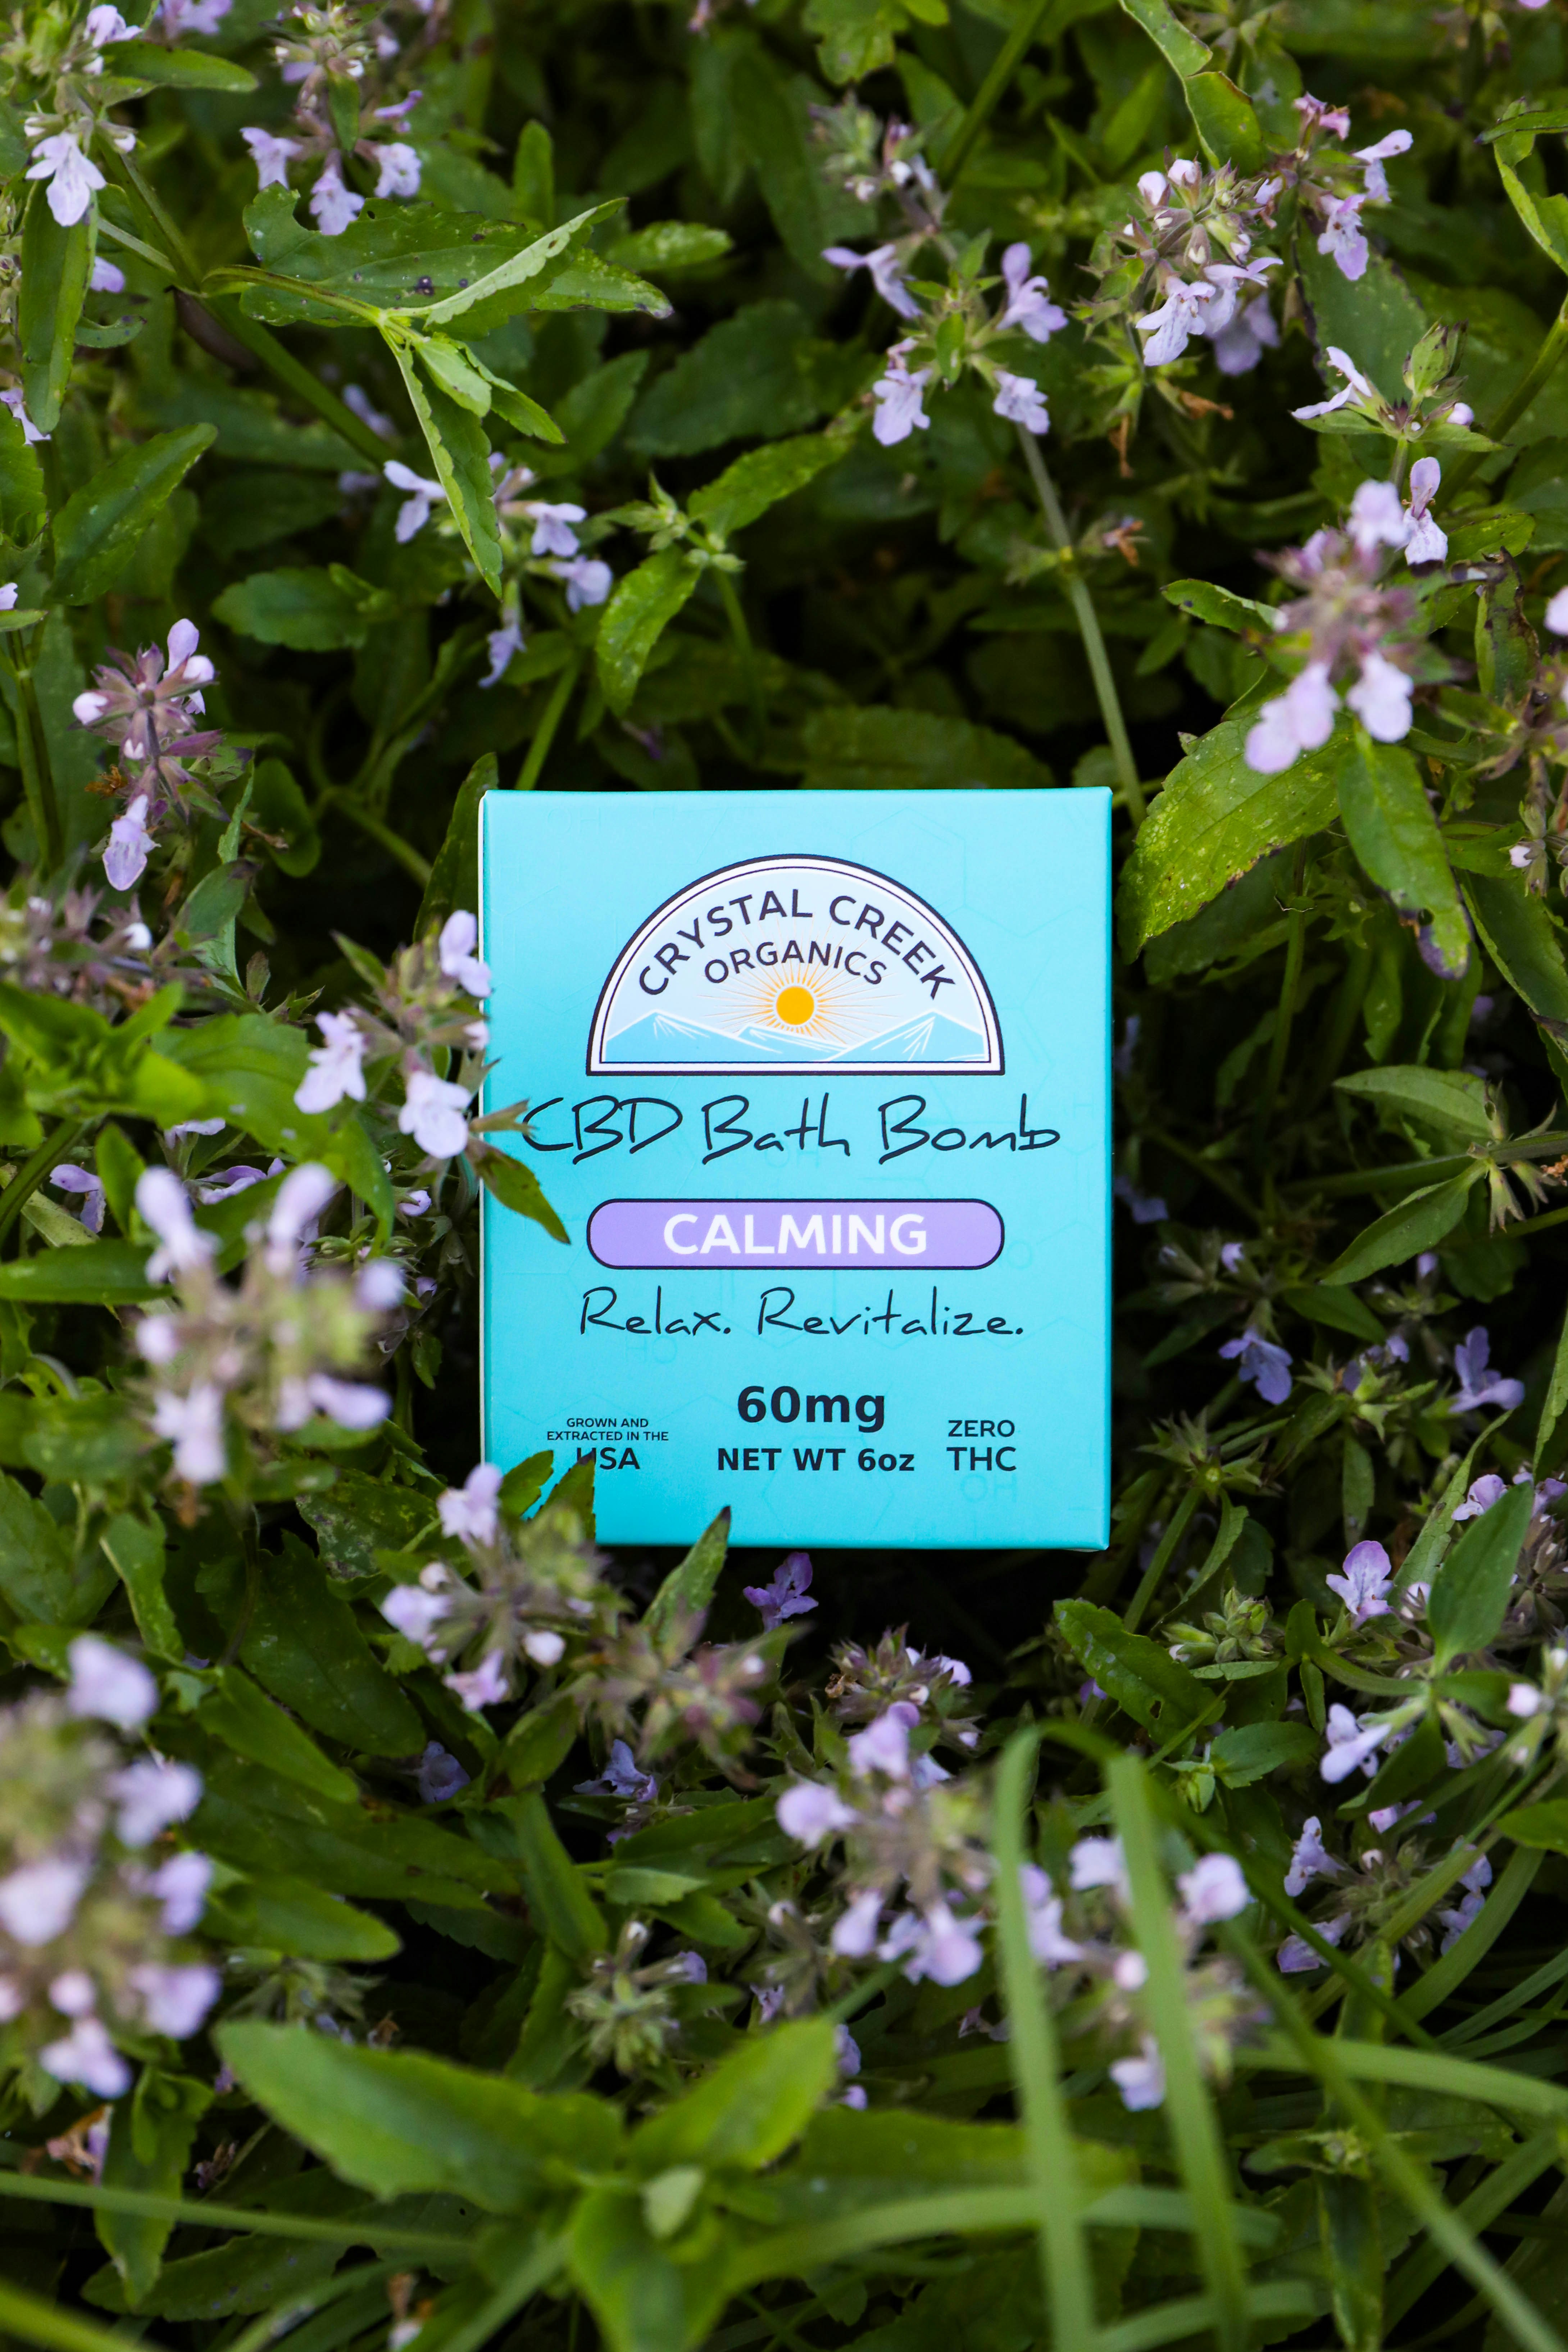 CRYSTAL CREEK
ORGANICS
CBD Bath Bomb
CALMING
Relax. Revitalize.
60mg
GROWN AND
EXTRACTED IN THE
USA
NET WT 6oz
ZERO
THC